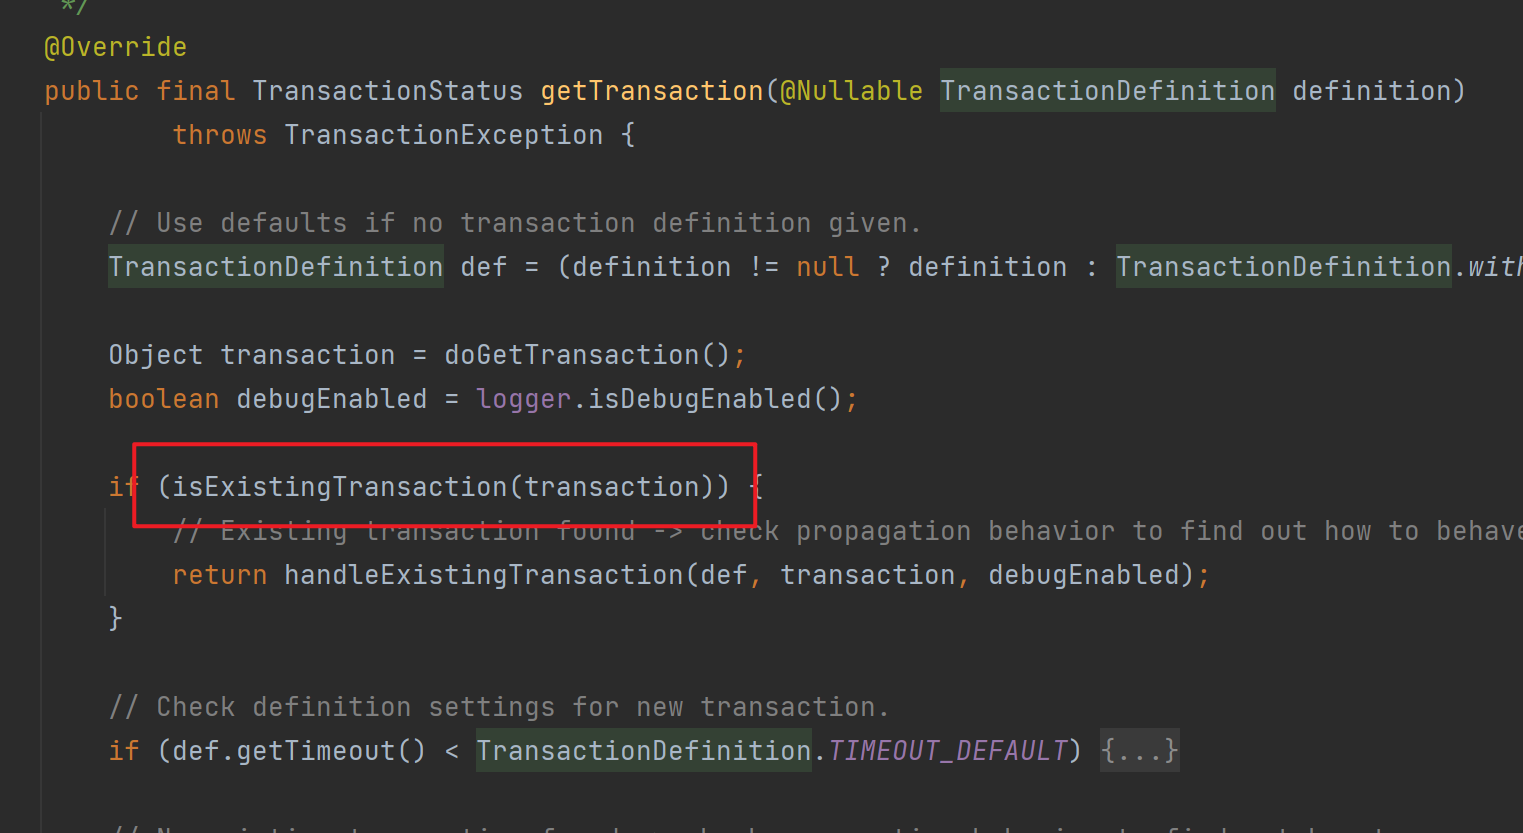 */
@Override
public final TransactionStatus getTransaction(@Nullable TransactionDefinition definition)
throws TransactionException {
// Use defaults if no transaction definition given.
TransactionDefinition def = (definition != null ? definition : TransactionDefinition.with
Object transaction = doGetTransaction();
boolean debugEnabled = logger.isDebugEnabled();
if (isExistingTransaction(transaction)) {
// Existing transaction found -> check propagation behavior to find out how to behave
return handleExistingTransaction(def, transaction, debugEnabled);
}
// Check definition settings for new transaction.
if (def.getTimeout() < TransactionDefinition.TIMEOUT_DEFAULT) {...}